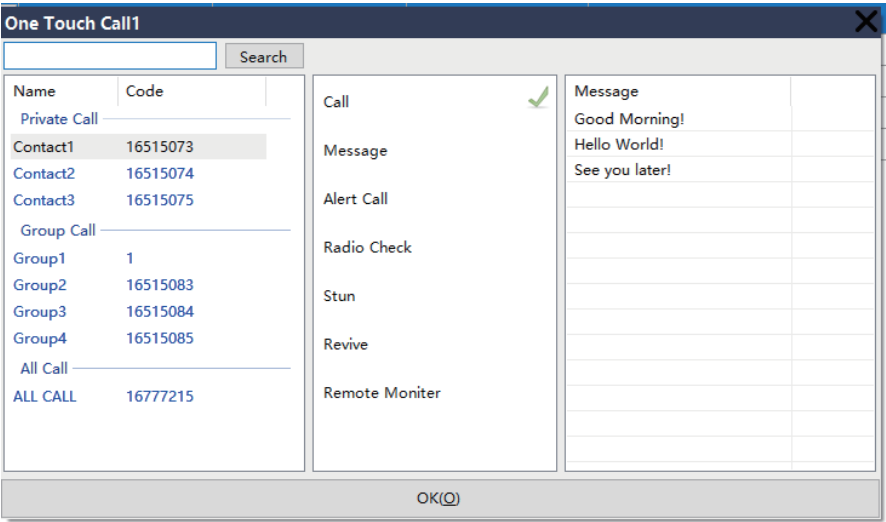 One Touch Call1
Search
Name Code
Private Call
Contact1 16515073
Contact2 16515074
Contact3 16515075
Group Call
Group1 1
Group2 16515083
Group3 16515084
Group4 16515085
All Call
ALL CALL 16777215
Call
Message
Alert Call
Radio Check
Stun
Revive
Remote Moniter
Message
Good Morning!
Hello World!
See you later!
OK(O)